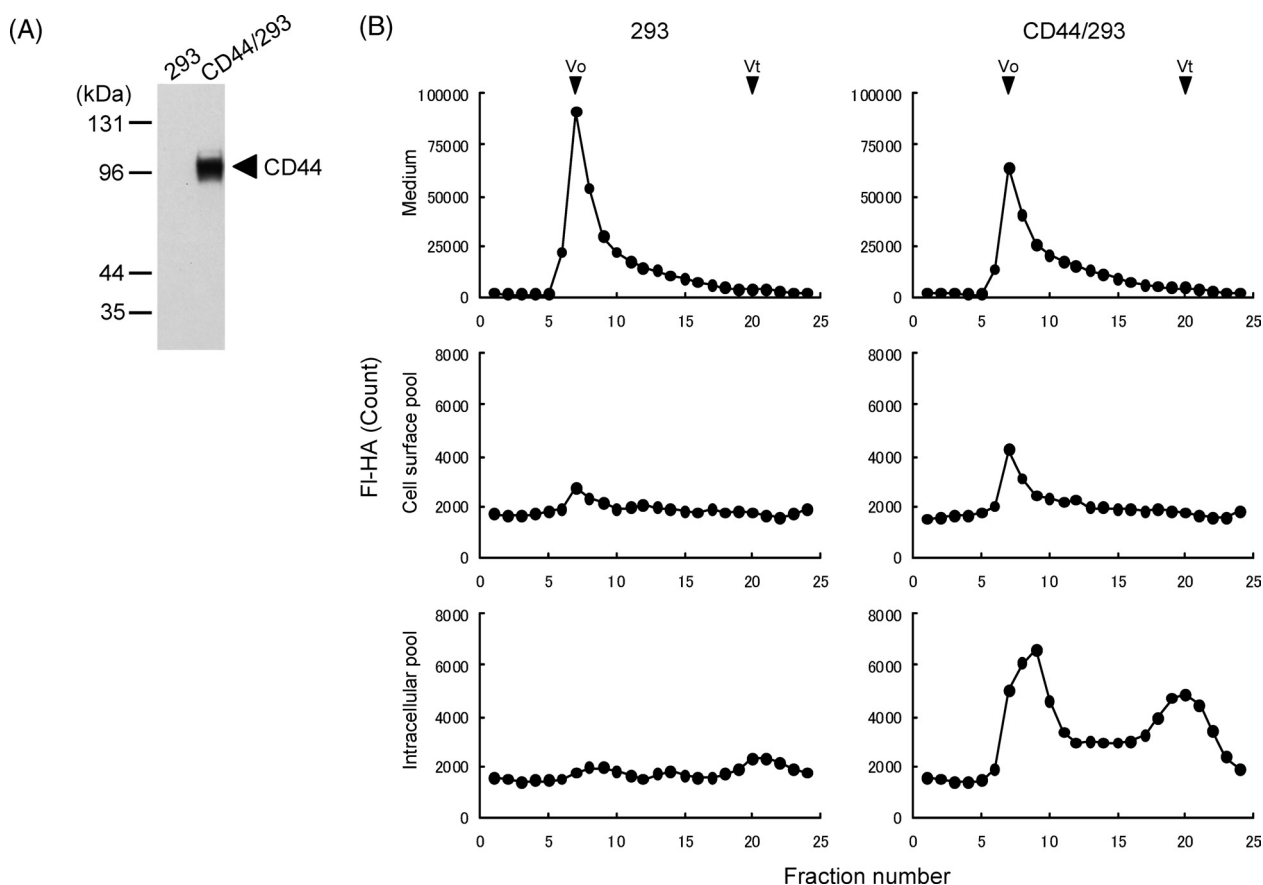 (A)
293
CD44/293
(kDa)
131
96
44
35
CD44
(B)
293
CD44/293
Vo
Vt
Vo
Vt
Fl-HA (Count)
Medium
100000
75000
50000
25000
0
0 5 10 15 20 25
100000
75000
50000
25000
0
0 5 10 15 20 25
Cell surface pool
8000
6000
4000
2000
0
0 5 10 15 20 25
8000
6000
4000
2000
0
0 5 10 15 20 25
Intracellular pool
8000
6000
4000
2000
0
0 5 10 15 20 25
8000
6000
4000
2000
0
0 5 10 15 20 25
Fraction number